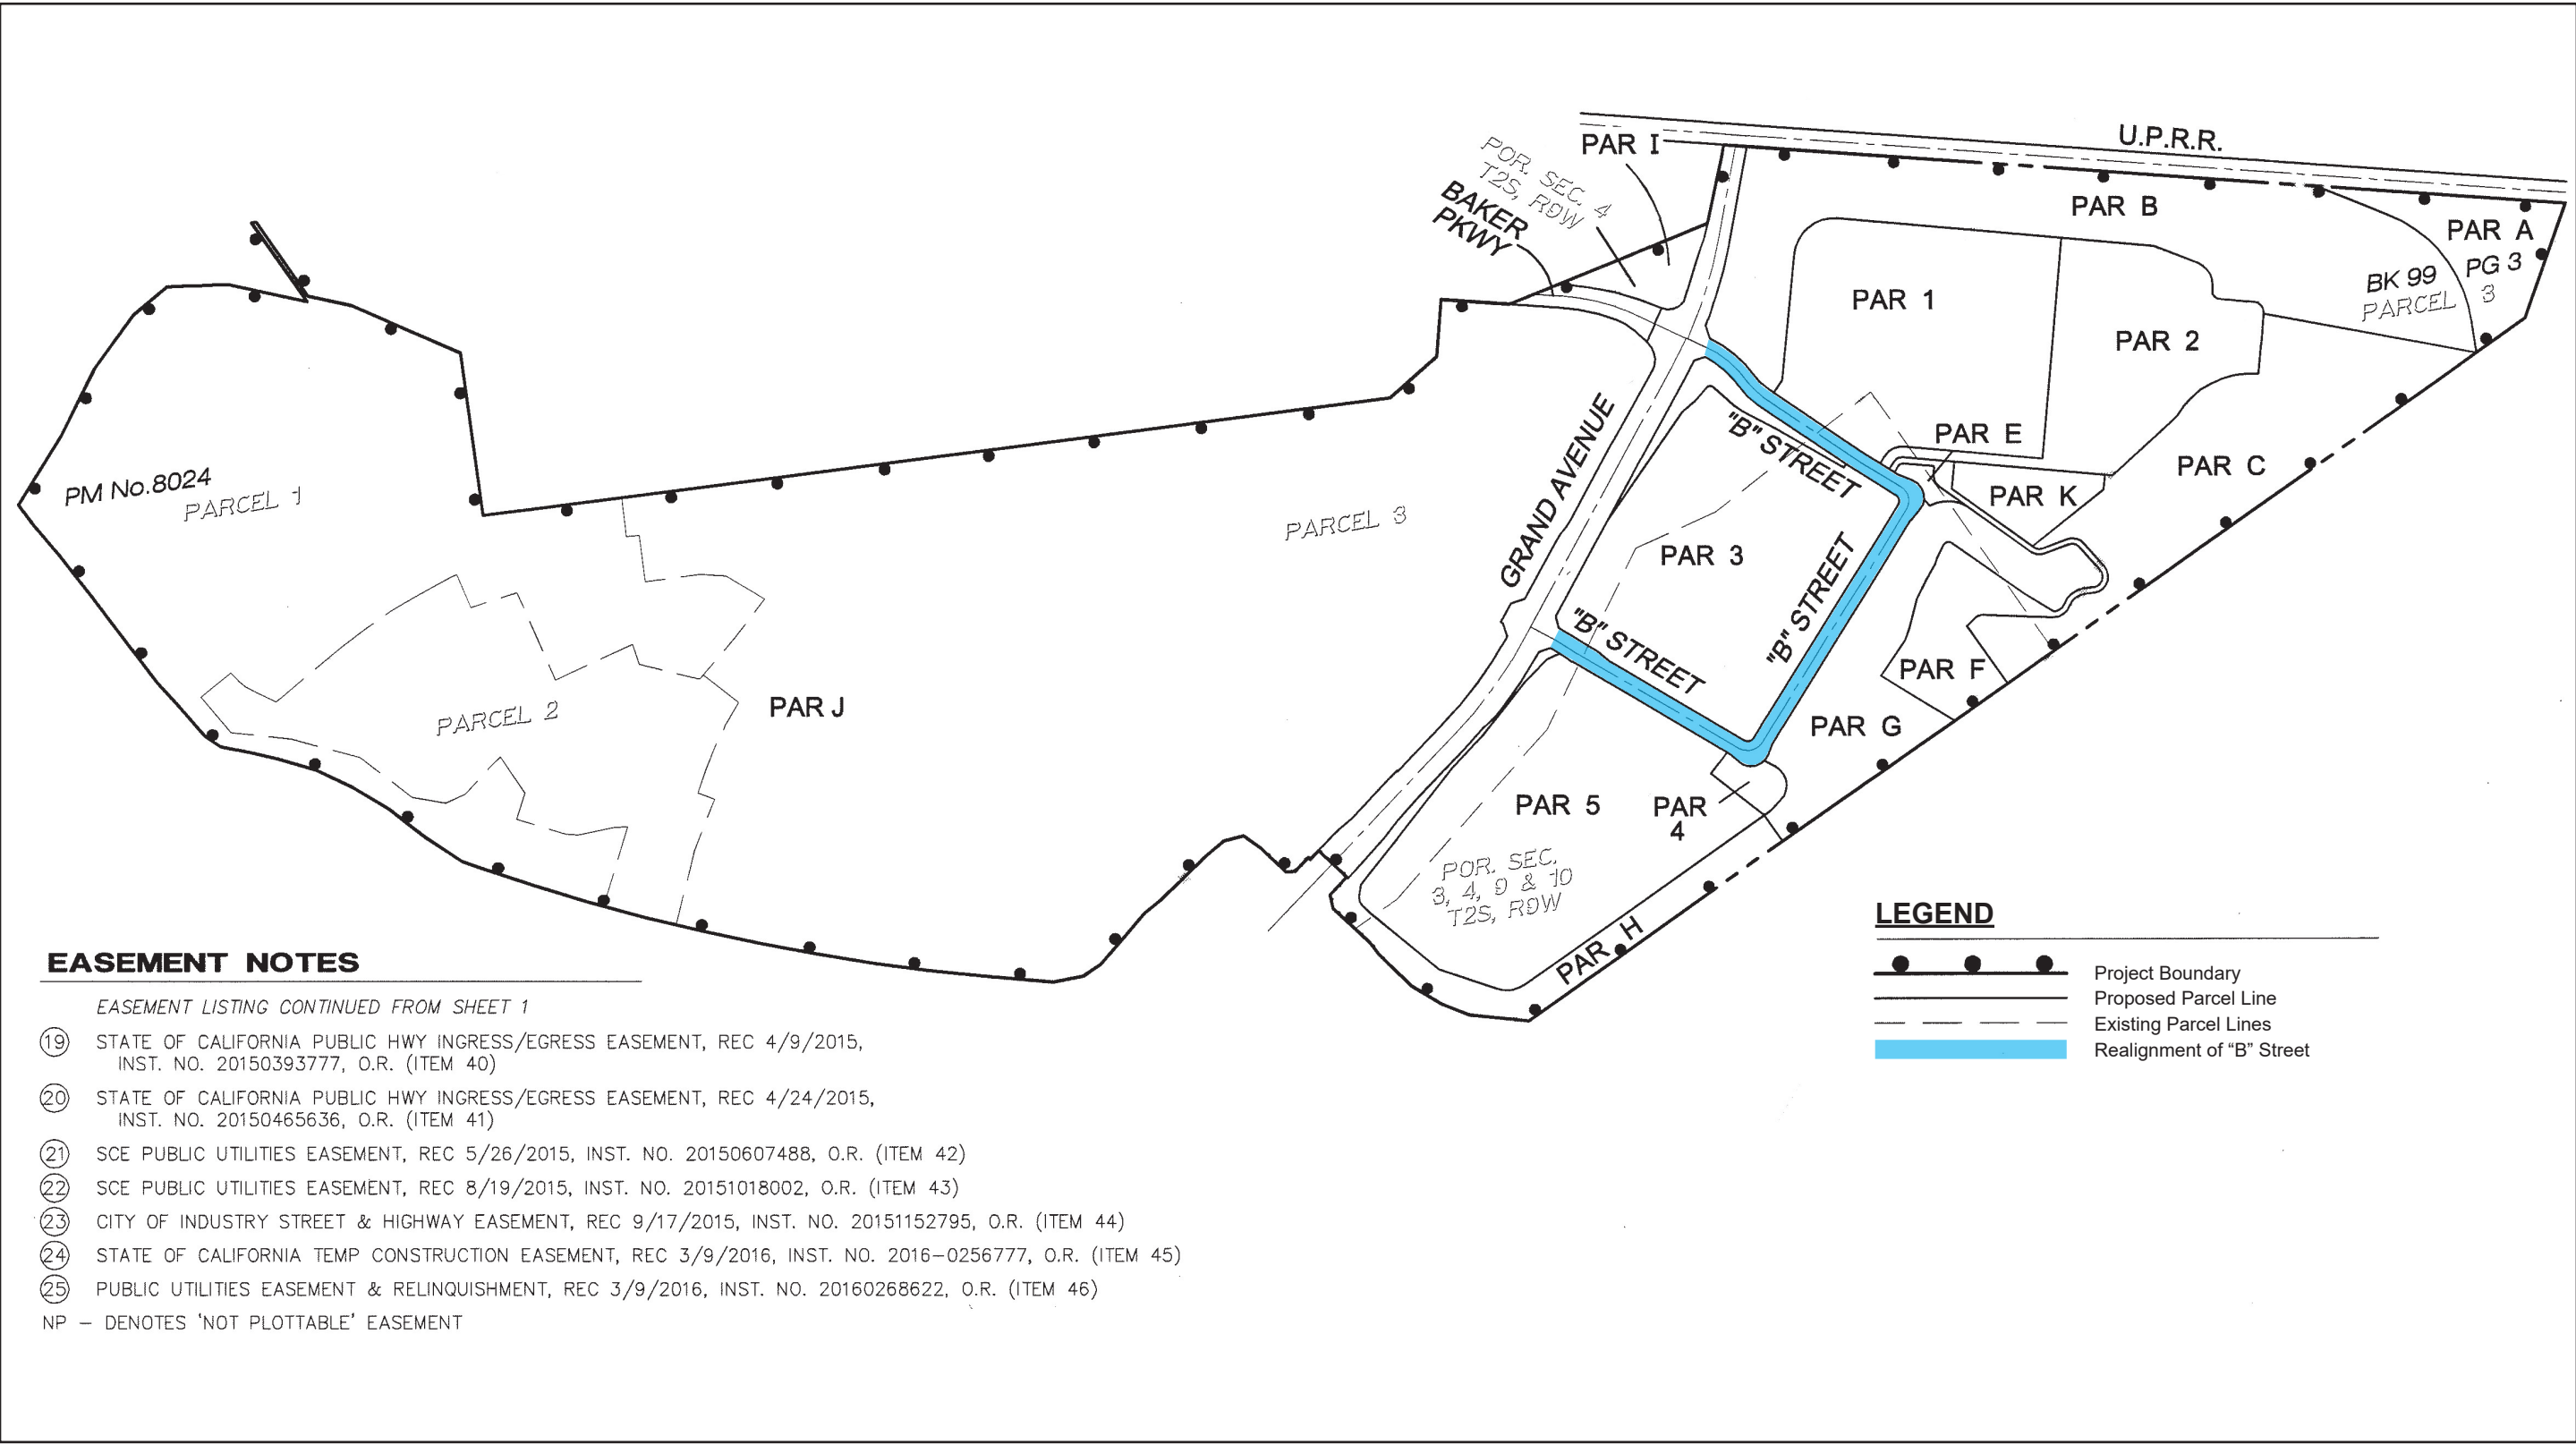 U.P.R.R.
PAR I
POR. SEC. 4
T2S, R9W
BAKER
PKWY
PAR B
PAR A
BK 99 PG 3
PARCEL 3
PAR 1
PAR 2
GRAND AVENUE
"B" STREET
PAR E
PAR C
PAR K
PM No.8024
PARCEL 1
PARCEL 3
PAR 3
"B" STREET
"B" STREET
PAR F
PARCEL 2
PAR J
PAR G
PAR 5
PAR
4
POR. SEC.
3, 4, 9 & 10
T2S, R9W
PAR H
LEGEND
Project Boundary
Proposed Parcel Line
Existing Parcel Lines
Realignment of “B” Street
EASEMENT NOTES
EASEMENT LISTING CONTINUED FROM SHEET 1
19 STATE OF CALIFORNIA PUBLIC HWY INGRESS/EGRESS EASEMENT, REC 4/9/2015,
INST. NO. 20150393777, O.R. (ITEM 40)
20 STATE OF CALIFORNIA PUBLIC HWY INGRESS/EGRESS EASEMENT, REC 4/24/2015,
INST. NO. 20150465636, O.R. (ITEM 41)
21 SCE PUBLIC UTILITIES EASEMENT, REC 5/26/2015, INST. NO. 20150607488, O.R. (ITEM 42)
22 SCE PUBLIC UTILITIES EASEMENT, REC 8/19/2015, INST. NO. 20151018002, O.R. (ITEM 43)
23 CITY OF INDUSTRY STREET & HIGHWAY EASEMENT, REC 9/17/2015, INST. NO. 20151152795, O.R. (ITEM 44)
24 STATE OF CALIFORNIA TEMP CONSTRUCTION EASEMENT, REC 3/9/2016, INST. NO. 2016-0256777, O.R. (ITEM 45)
25 PUBLIC UTILITIES EASEMENT & RELINQUISHMENT, REC 3/9/2016, INST. NO. 20160268622, O.R. (ITEM 46)
NP – DENOTES 'NOT PLOTTABLE' EASEMENT